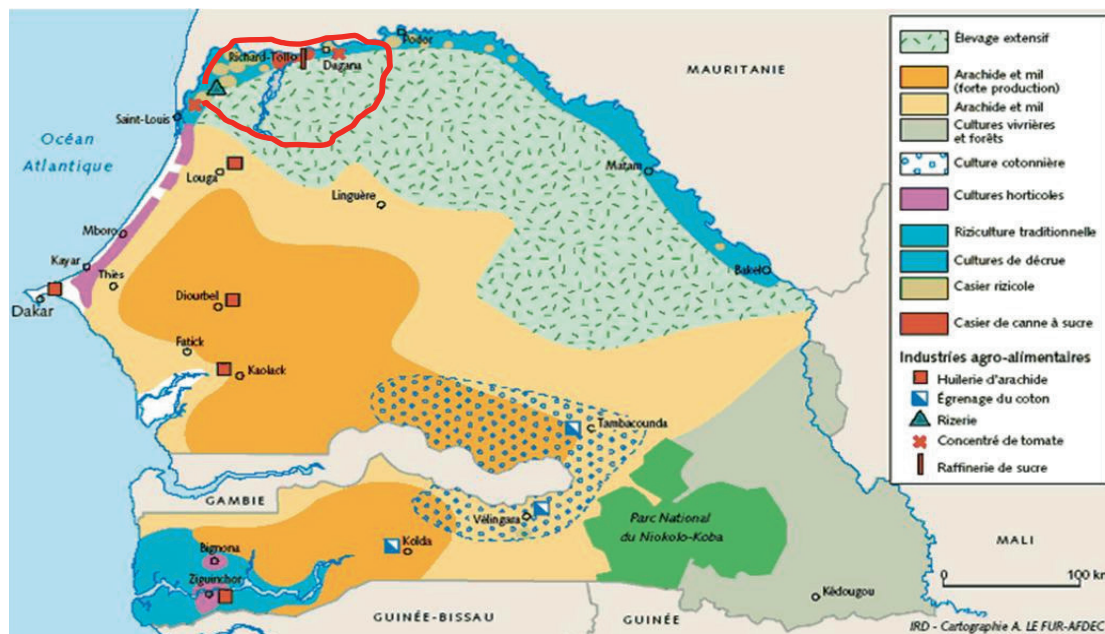 Podor
Richard-Toll
Dagana
MAURITANIE
Saint-Louis
Océan
Atlantique
Matam
Louga
Linguère
Mboro
Kayar
Thiès
Bakel
Dakar
Diourbel
Fatick
Kaolack
Tambacounda
GAMBIE
Vélingara
Parc National
du Niokolo-Koba
Kolda
Bignona
Ziguinchor
MALI
Kédougou
GUINÉE-BISSAU
GUINÉE
Élevage extensif
Arachide et mil
(forte production)
Arachide et mil
Cultures vivrières
et forêts
Culture cotonnière
Cultures horticoles
Riziculture traditionnelle
Cultures de décrue
Casier rizicole
Casier de canne à sucre
Industries agro-alimentaires
Huilerie d'arachide
Égrenage du coton
Rizerie
Concentré de tomate
Raffinerie de sucre
0 100 km
IRD - Cartographie A. LE FUR-AFDEC